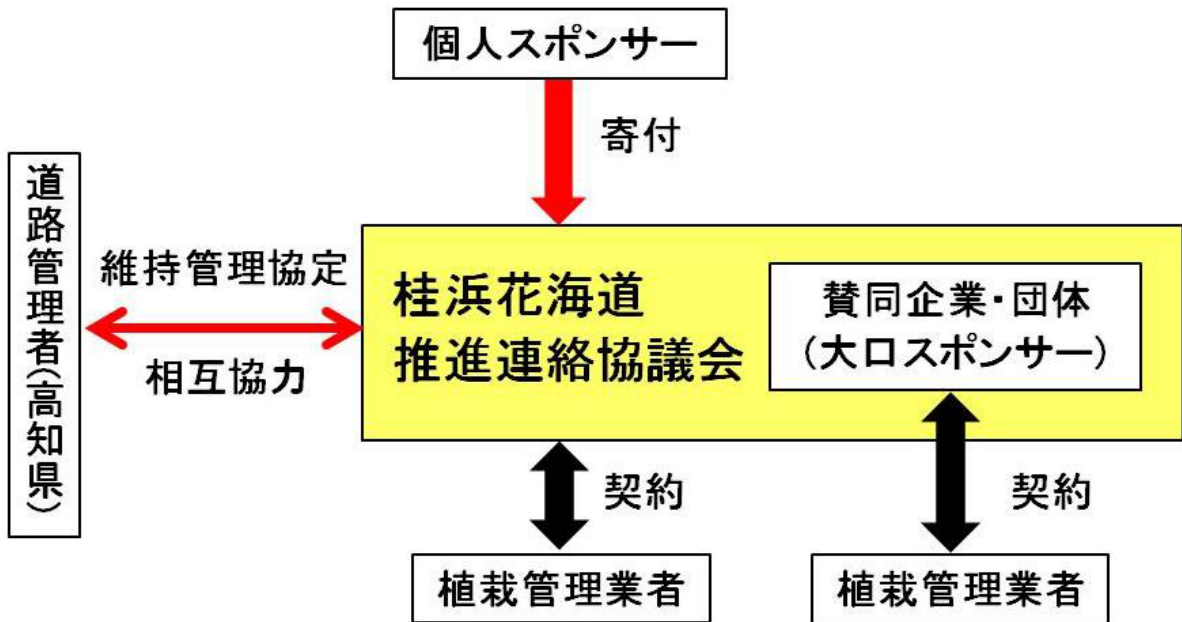 個人スポンサー
寄付
道路管理者(高知県)
維持管理協定
相互協力
桂浜花海道
推進連絡協議会
賛同企業・団体
(大口スポンサー)
契約
契約
植栽管理業者
植栽管理業者